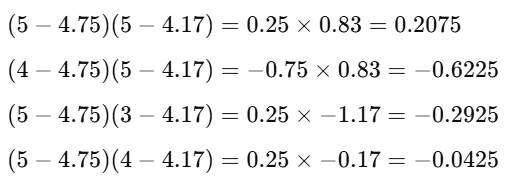 (5 − 4.75)(5 − 4.17) = 0.25 × 0.83 = 0.2075
(4 − 4.75)(5 − 4.17) = −0.75 × 0.83 = −0.6225
(5 − 4.75)(3 − 4.17) = 0.25 × −1.17 = −0.2925
(5 − 4.75)(4 − 4.17) = 0.25 × −0.17 = −0.0425